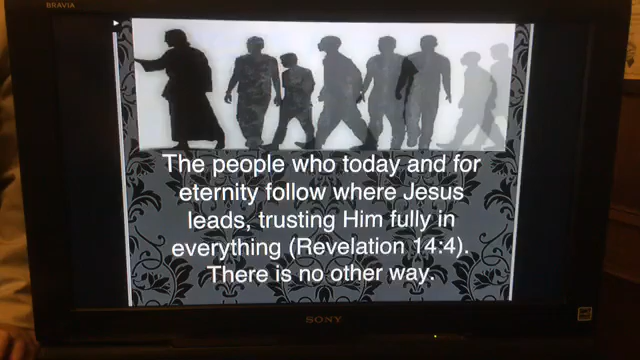 BRAVIA
The people who today and for
eternity follow where Jesus
leads, trusting Him fully in
everything (Revelation 14:4).
There is no other way.
SONY